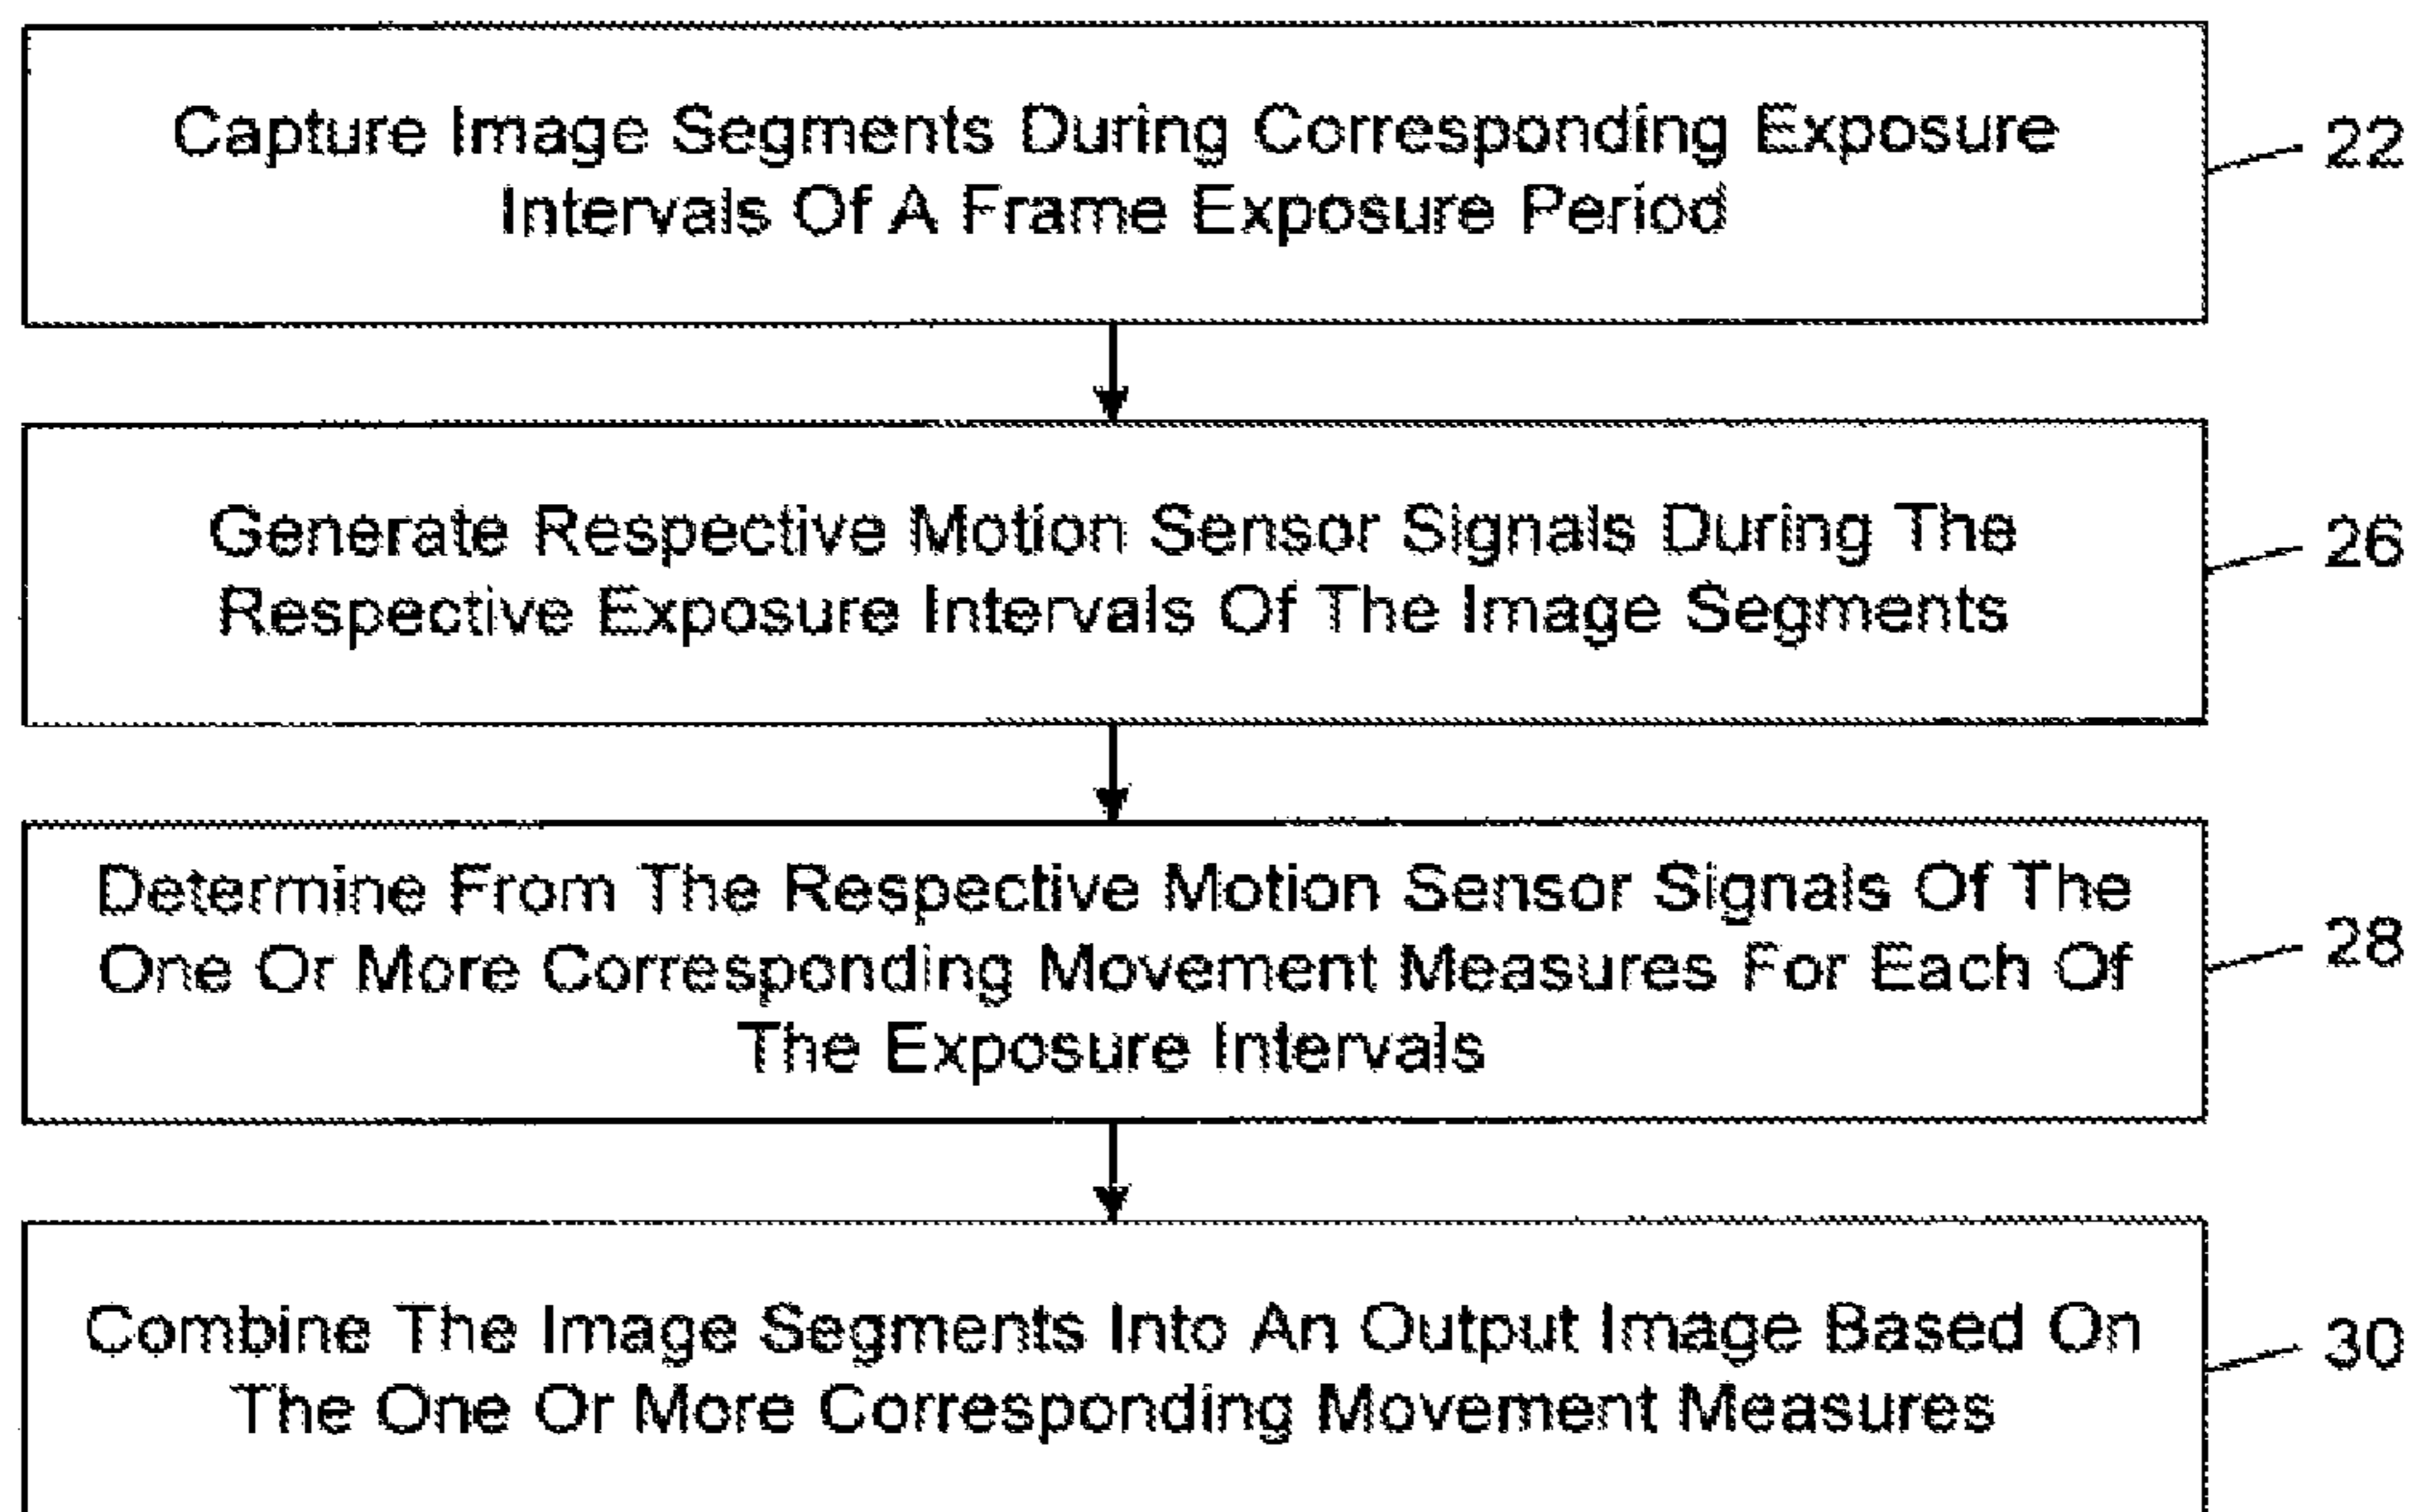 Capture Image Segments During Corresponding Exposure
Intervals Of A Frame Exposure Period
22
Generate Respective Motion Sensor Signals During The
Respective Exposure Intervals Of The Image Segments
26
Determine From The Respective Motion Sensor Signals Of The
One Or More Corresponding Movement Measures For Each Of
The Exposure Intervals
28
Combine The Image Segments Into An Output Image Based On
The One Or More Corresponding Movement Measures
30